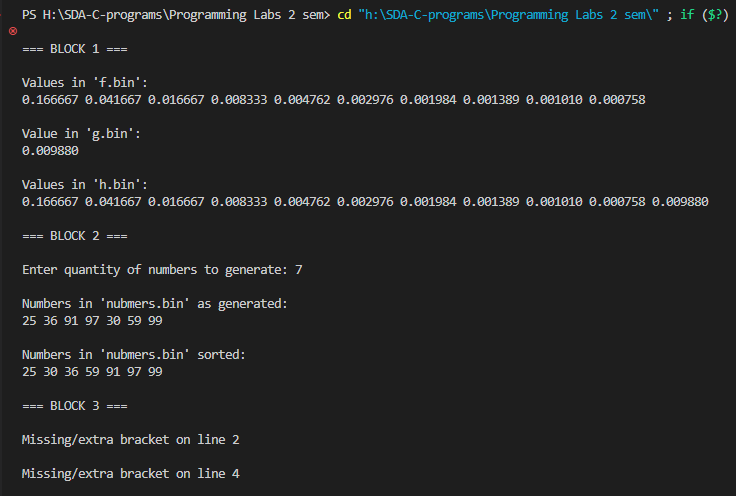 PS H:\SDA-C-programs\Programming Labs 2 sem> cd "h:\SDA-C-programs\Programming Labs 2 sem\" ; if ($?)
=== BLOCK 1 ===
Values in 'f.bin':
0.166667 0.041667 0.016667 0.008333 0.004762 0.002976 0.001984 0.001389 0.001010 0.000758
Value in 'g.bin':
0.009880
Values in 'h.bin':
0.166667 0.041667 0.016667 0.008333 0.004762 0.002976 0.001984 0.001389 0.001010 0.000758 0.009880
=== BLOCK 2 ===
Enter quantity of numbers to generate: 7
Numbers in 'nubmers.bin' as generated:
25 36 91 97 30 59 99
Numbers in 'nubmers.bin' sorted:
25 30 36 59 91 97 99
=== BLOCK 3 ===
Missing/extra bracket on line 2
Missing/extra bracket on line 4